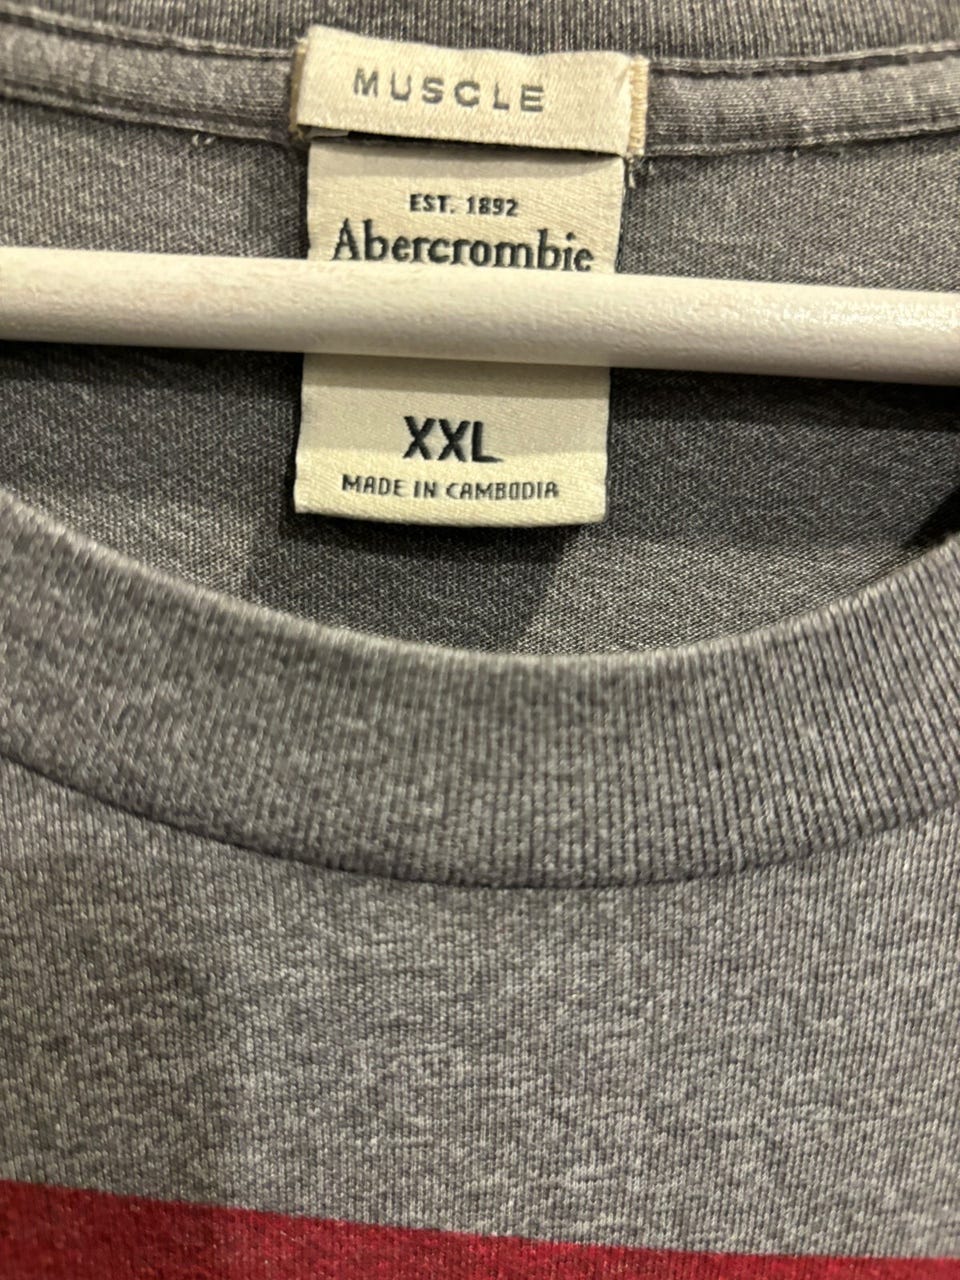 MUSCLE
EST. 1892
Abercrombie
XXL
MADE IN CAMBODIA